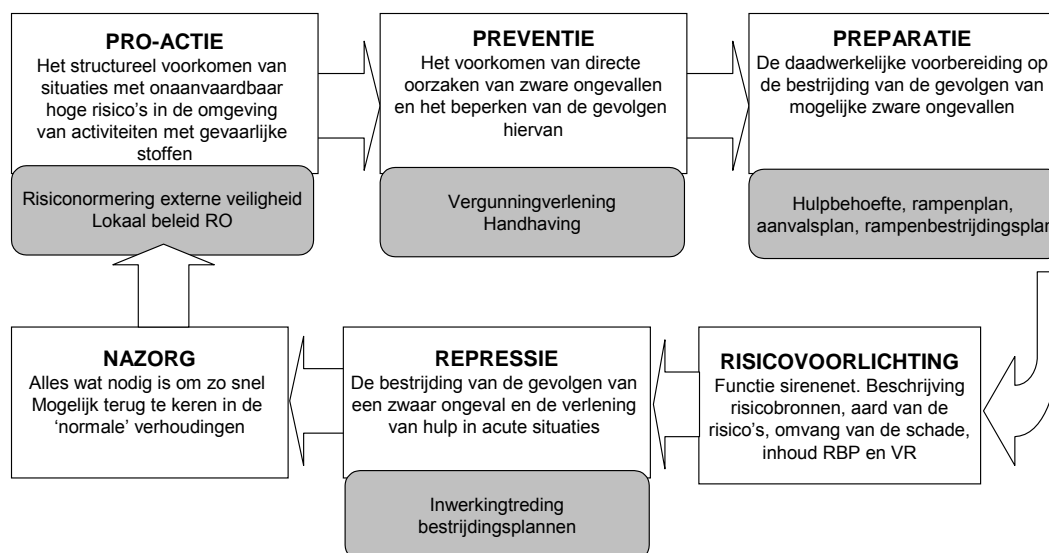 PRO-ACTIE
Het structureel voorkomen van
situaties met onaanvaardbaar
hoge risico's in de omgeving
van activiteiten met gevaarlijke
stoffen
Risiconormering externe veiligheid
Lokaal beleid RO
PREVENTIE
Het voorkomen van directe
oorzaken van zware ongevallen
en het beperken van de gevolgen
hiervan
Vergunningverlening
Handhaving
PREPARATIE
De daadwerkelijke voorbereiding op
de bestrijding van de gevolgen van
mogelijke zware ongevallen
Hulpbehoefte, rampenplan,
aanvalsplan, rampenbestrijdingsplan
RISICOVOORLICHTING
Functie sirenenet. Beschrijving
risicobronnen, aard van de
risico's, omvang van de schade,
inhoud RBP en VR
REPRESSIE
De bestrijding van de gevolgen van
een zwaar ongeval en de verlening
van hulp in acute situaties
Inwerkingtreding
bestrijdingsplannen
NAZORG
Alles wat nodig is om zo snel
Mogelijk terug te keren in de
'normale' verhoudingen